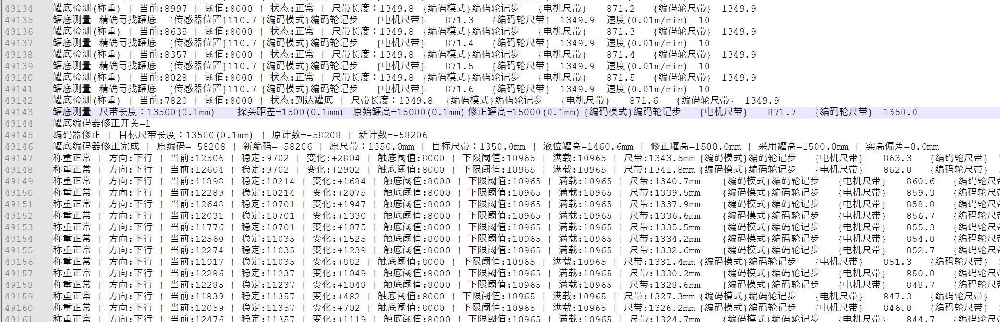 49134 罐底检测(称重) | 当前:8997 | 阈值:8000 | 状态:正常 | 尺带长度：1349.8 {编码模式}编码轮记步 {电机尺带} 871.2 {编码轮尺带} 1349.9
49135 罐底测量 精确寻找罐底 {传感器位置}110.7 {编码模式}编码轮记步 {电机尺带} 871.3 {编码轮尺带} 1349.9 速度(0.01m/min) 10
49136 罐底检测(称重) | 当前:8635 | 阈值:8000 | 状态:正常 | 尺带长度：1349.8 {编码模式}编码轮记步 {电机尺带} 871.3 {编码轮尺带} 1349.9
49137 罐底测量 精确寻找罐底 {传感器位置}110.7 {编码模式}编码轮记步 {电机尺带} 871.4 {编码轮尺带} 1349.9 速度(0.01m/min) 10
49138 罐底检测(称重) | 当前:8357 | 阈值:8000 | 状态:正常 | 尺带长度：1349.8 {编码模式}编码轮记步 {电机尺带} 871.4 {编码轮尺带} 1349.9
49139 罐底测量 精确寻找罐底 {传感器位置}110.7 {编码模式}编码轮记步 {电机尺带} 871.5 {编码轮尺带} 1349.9 速度(0.01m/min) 10
49140 罐底检测(称重) | 当前:8028 | 阈值:8000 | 状态:正常 | 尺带长度：1349.8 {编码模式}编码轮记步 {电机尺带} 871.5 {编码轮尺带} 1349.9
49141 罐底测量 精确寻找罐底 {传感器位置}110.7 {编码模式}编码轮记步 {电机尺带} 871.6 {编码轮尺带} 1349.9 速度(0.01m/min) 10
49142 罐底检测(称重) | 当前:7820 | 阈值:8000 | 状态:到达罐底 | 尺带长度：1349.8 {编码模式}编码轮记步 {电机尺带} 871.6 {编码轮尺带} 1349.9
49143 罐底测量 尺带长度：13500(0.1mm) 探头距差=1500(0.1mm) 原始罐高=15000(0.1mm) 修正罐高=15000(0.1mm) {编码模式}编码轮记步 {电机尺带} 871.7 {编码轮尺带} 1350.0
49144 罐底编码器修正开关=1
49145 编码器修正 | 目标尺带长度：13500(0.1mm) | 原计数=-58208 | 新计数=-58206
49146 罐底编码器修正完成 | 原编码=-58208 | 新编码=-58206 | 原尺带：1350.0mm | 目标尺带：1350.0mm | 液位罐高=1460.6mm | 修正罐高=1500.0mm | 采用罐高=1500.0mm | 实高偏差=0.0mm
49147 称重正常 | 方向:下行 | 当前:12506 | 稳定:9702 | 变化:+2804 | 触底阈值:8000 | 下限阈值:10965 | 满载:10965 | 尺带:1343.5mm {编码模式}编码轮记步 {电机尺带} 863.3 {编码轮尺带}
49148 称重正常 | 方向:下行 | 当前:12604 | 稳定:9702 | 变化:+2902 | 触底阈值:8000 | 下限阈值:10965 | 满载:10965 | 尺带:1341.8mm {编码模式}编码轮记步 {电机尺带} 862.0 {编码轮尺带}
49149 称重正常 | 方向:下行 | 当前:11898 | 稳定:10214 | 变化:+1684 | 触底阈值:8000 | 下限阈值:10965 | 满载:10965 | 尺带:1340.7mm {编码模式}编码轮记步 {电机尺带} 860.6 {编码轮尺
49150 称重正常 | 方向:下行 | 当前:12289 | 稳定:10214 | 变化:+2075 | 触底阈值:8000 | 下限阈值:10965 | 满载:10965 | 尺带:1339.5mm {编码模式}编码轮记步 {电机尺带} 859.3 {编码轮尺
49151 称重正常 | 方向:下行 | 当前:12648 | 稳定:10701 | 变化:+1947 | 触底阈值:8000 | 下限阈值:10965 | 满载:10965 | 尺带:1337.9mm {编码模式}编码轮记步 {电机尺带} 858.0 {编码轮尺
49152 称重正常 | 方向:下行 | 当前:12031 | 稳定:10701 | 变化:+1330 | 触底阈值:8000 | 下限阈值:10965 | 满载:10965 | 尺带:1336.6mm {编码模式}编码轮记步 {电机尺带} 856.7 {编码轮尺
49153 称重正常 | 方向:下行 | 当前:11776 | 稳定:10701 | 变化:+1075 | 触底阈值:8000 | 下限阈值:10965 | 满载:10965 | 尺带:1335.5mm {编码模式}编码轮记步 {电机尺带} 855.3 {编码轮尺
49154 称重正常 | 方向:下行 | 当前:12560 | 稳定:11035 | 变化:+1525 | 触底阈值:8000 | 下限阈值:10965 | 满载:10965 | 尺带:1334.2mm {编码模式}编码轮记步 {电机尺带} 854.0 {编码轮尺
49155 称重正常 | 方向:下行 | 当前:12274 | 稳定:11035 | 变化:+1239 | 触底阈值:8000 | 下限阈值:10965 | 满载:10965 | 尺带:1332.6mm {编码模式}编码轮记步 {电机尺带} 852.7 {编码轮尺
49156 称重正常 | 方向:下行 | 当前:11917 | 稳定:11035 | 变化:+882 | 触底阈值:8000 | 下限阈值:10965 | 满载:10965 | 尺带:1331.4mm {编码模式}编码轮记步 {电机尺带} 851.3 {编码轮尺带}
49157 称重正常 | 方向:下行 | 当前:12286 | 稳定:11237 | 变化:+1049 | 触底阈值:8000 | 下限阈值:10965 | 满载:10965 | 尺带:1330.2mm {编码模式}编码轮记步 {电机尺带} 850.0 {编码轮尺
49158 称重正常 | 方向:下行 | 当前:12285 | 稳定:11237 | 变化:+1048 | 触底阈值:8000 | 下限阈值:10965 | 满载:10965 | 尺带:1328.6mm {编码模式}编码轮记步 {电机尺带} 848.7 {编码轮尺
49159 称重正常 | 方向:下行 | 当前:11839 | 稳定:11357 | 变化:+482 | 触底阈值:8000 | 下限阈值:10965 | 满载:10965 | 尺带:1327.3mm {编码模式}编码轮记步 {电机尺带} 847.3 {编码轮尺带}
49160 称重正常 | 方向:下行 | 当前:12059 | 稳定:11357 | 变化:+702 | 触底阈值:8000 | 下限阈值:10965 | 满载:10965 | 尺带:1326.2mm {编码模式}编码轮记步 {电机尺带} 846.0 {编码轮尺带}
49161 称重正常 | 方向:下行 | 当前:12476 | 稳定:11357 | 变化:+1119 | 触底阈值:8000 | 下限阈值:10965 | 满载:10965 | 尺带:1324.7mm {编码模式}编码轮记步 {电机尺带} 844.7 {编码轮尺